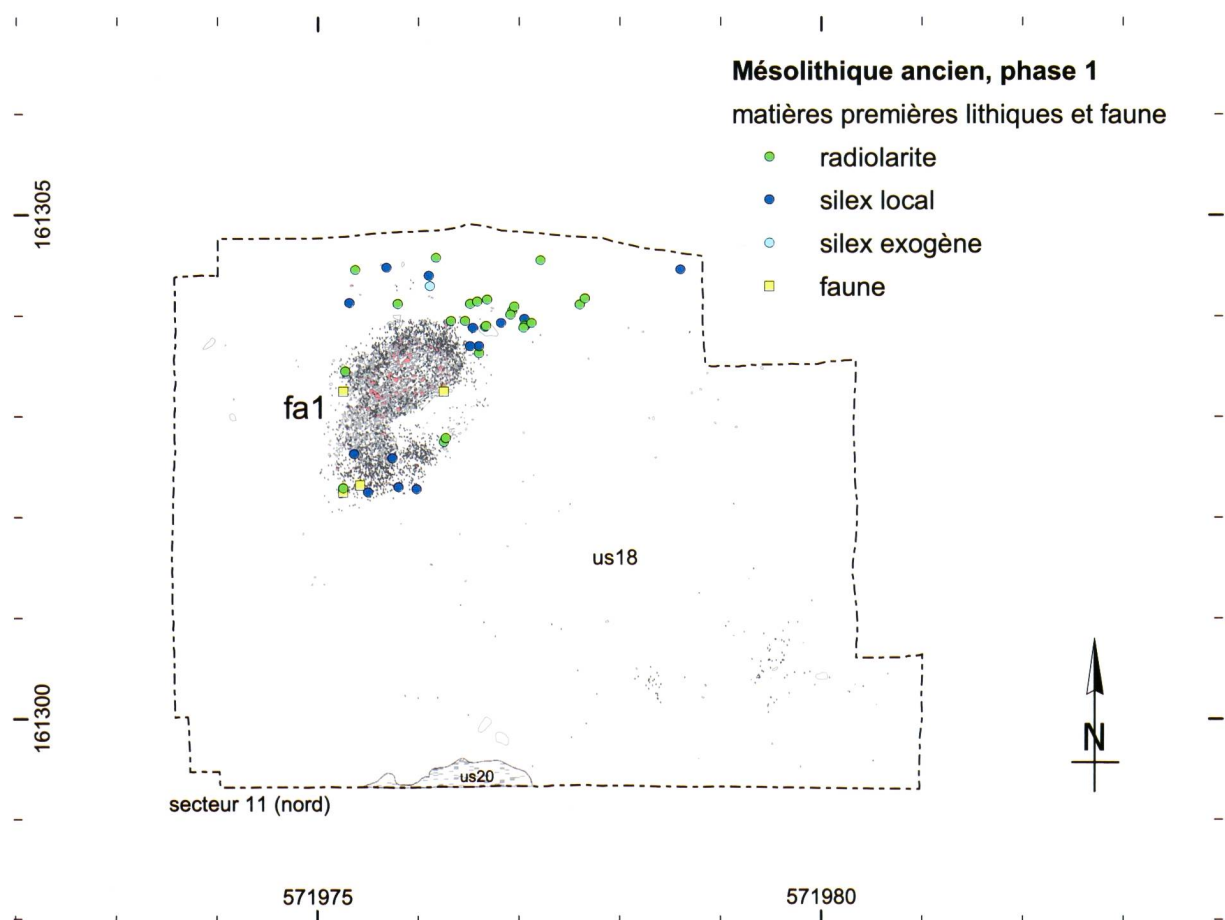 Mésolithique ancien, phase 1
matières premières lithiques et faune
radiolarite
silex local
silex exogène
faune
161305
fa1
us18
161300
N
us20
secteur 11 (nord)
571975
571980